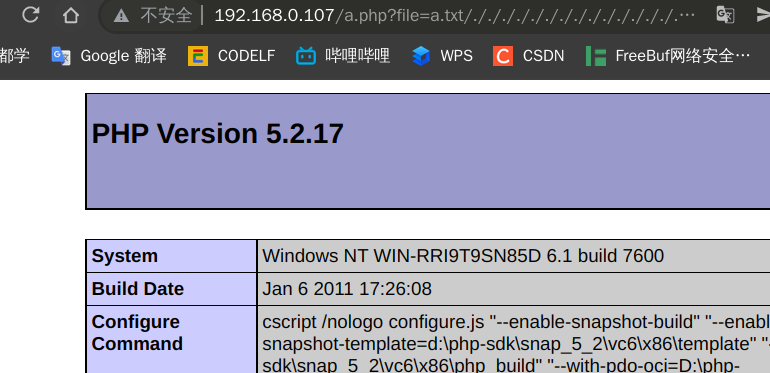 不安全 192.168.0.107/a.php?file=a.txt/./././././././././././././././.…
都学 Google 翻译 CODELF 哔哩哔哩 WPS CSDN FreeBuf网络安全…
PHP Version 5.2.17
System Windows NT WIN-RRI9T9SN85D 6.1 build 7600
Build Date Jan 6 2011 17:26:08
Configure cscript /nologo configure.js "--enable-snapshot-build" "--enabl
Command snapshot-template=d:\php-sdk\snap_5_2\vc6\x86\template" "-
sdk\snap_5_2\vc6\x86\php_build" "--with-pdo-oci=D:\php-